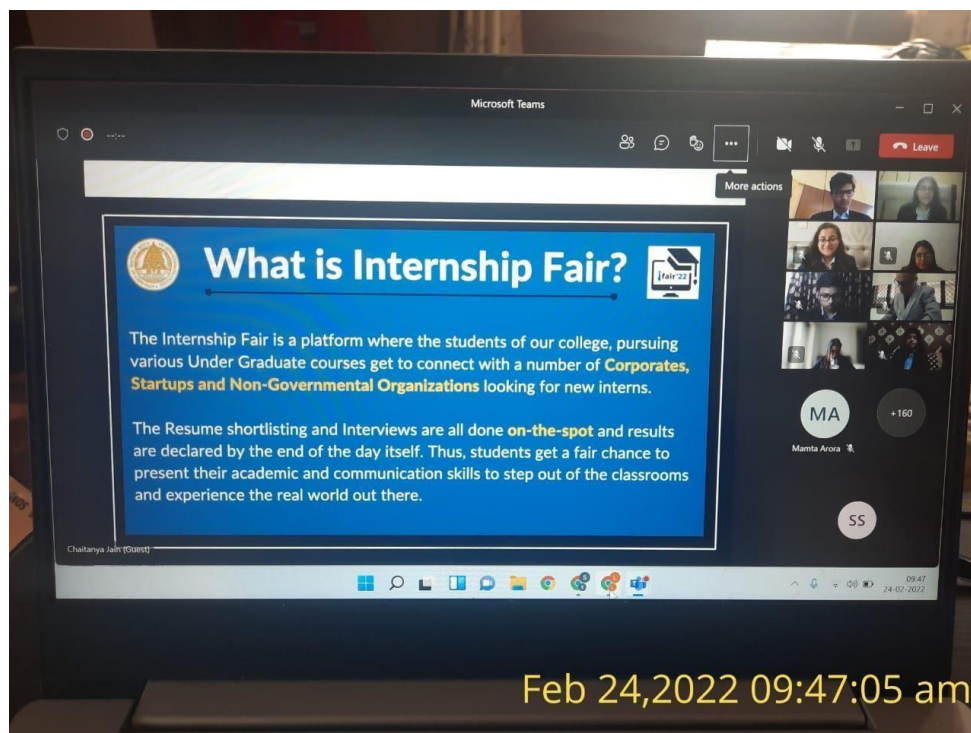 Microsoft Teams
--:--
Leave
More actions
What is Internship Fair?
ifair'22
The Internship Fair is a platform where the students of our college, pursuing
various Under Graduate courses get to connect with a number of Corporates,
Startups and Non-Governmental Organizations looking for new interns.
The Resume shortlisting and Interviews are all done on-the-spot and results
are declared by the end of the day itself. Thus, students get a fair chance to
present their academic and communication skills to step out of the classrooms
and experience the real world out there.
MA
+160
Mamta Arora
SS
Chaitanya Jain (Guest)
09:47
24-02-2022
Feb 24,2022 09:47:05 am